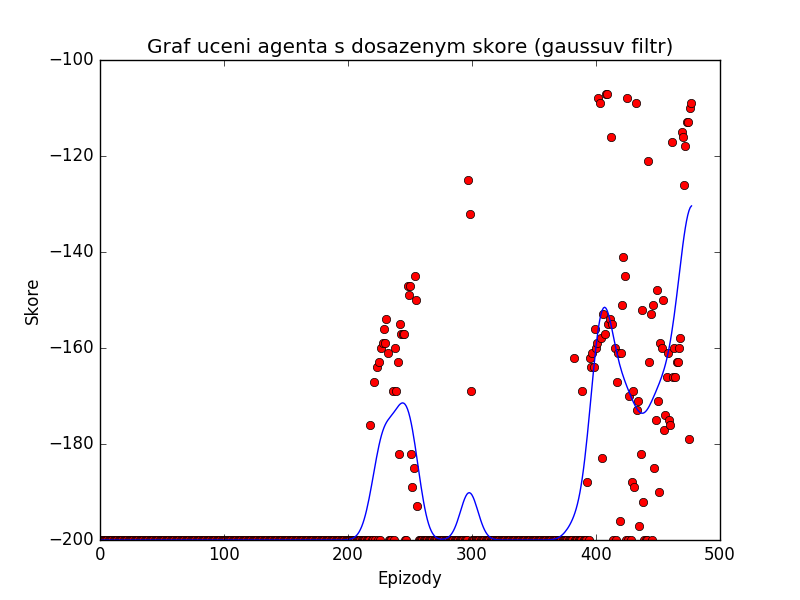 Graf uceni agenta s dosazenym skore (gaussuv filtr)
−100
−120
−140
−160
−180
−200
Skore
0 100 200 300 400 500
Epizody